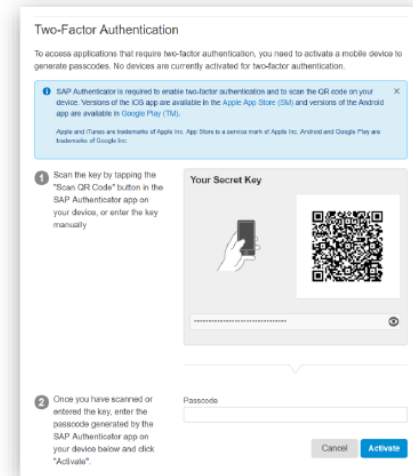 Two-Factor Authentication
To access applications that require two-factor authentication, you need to activate a mobile device to
generate passcodes. No devices are currently activated for two-factor authentication.
SAP Authenticator is required to enable two-factor authentication and to scan the QR code on your
device. Versions of the iOS app are available in the Apple App Store (SM) and versions of the Android
app are available in Google Play (TM).
Apple and iTunes are trademarks of Apple Inc. App Store is a service mark of Apple Inc. Android and Google Play are
trademarks of Google Inc.
1
Scan the key by tapping the
"Scan QR Code" button in the
SAP Authenticator app on
your device, or enter the key
manually
Your Secret Key
2
Once you have scanned or
entered the key, enter the
passcode generated by the
SAP Authenticator app on
your device below and click
"Activate".
Passcode
Cancel
Activate